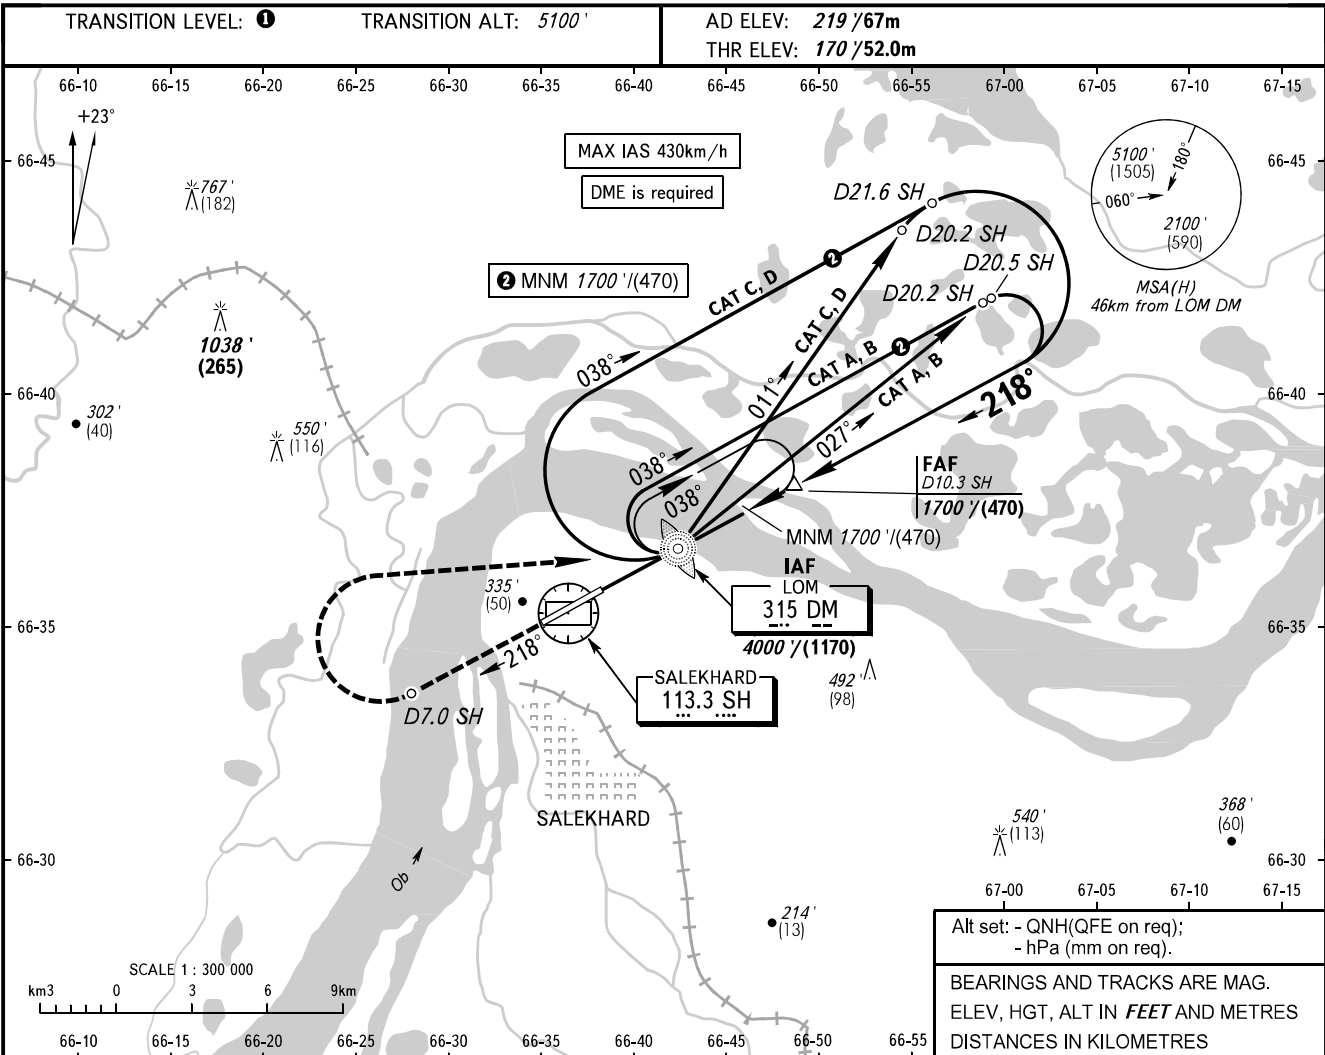 TRANSITION LEVEL: ❶ TRANSITION ALT: 5100 ' AD ELEV: 219 '/67m
THR ELEV: 170 '/52.0m
66-10 66-15 66-20 66-25 66-30 66-35 66-40 66-45 66-50 66-55 67-00 67-05 67-10 67-15
+23°
66-45
66-45
MAX IAS 430km/h
DME is required
767 '
(182)
5100 '
(1505)
180°
060°
2100 '
(590)
MSA(H)
46km from LOM DM
D21.6 SH
D20.2 SH
D20.5 SH
D20.2 SH
❷ MNM 1700 '/(470)
CAT C, D
❷
CAT C, D
CAT A, B
❷
CAT A, B
1038 '
(265)
038°
011°
027°
218°
66-40
66-40
302 '
(40)
550 '
(116)
038°
038°
FAF
D10.3 SH
1700 '/(470)
MNM 1700 '/(470)
IAF
LOM
315 DM
4000 '/(1170)
335 '
(50)
66-35
66-35
218°
SALEKHARD
113.3 SH
492 '
(98)
D7.0 SH
SALEKHARD
540 '
(113)
368 '
(60)
66-30
66-30
Ob
67-00 67-05 67-10 67-15
214 '
(13)
Alt set: - QNH(QFE on req);
- hPa (mm on req).
SCALE 1 : 300 000
km3 0 3 6 9km
BEARINGS AND TRACKS ARE MAG.
ELEV, HGT, ALT IN FEET AND METRES
DISTANCES IN KILOMETRES
66-10 66-15 66-20 66-25 66-30 66-35 66-40 66-45 66-50 66-55